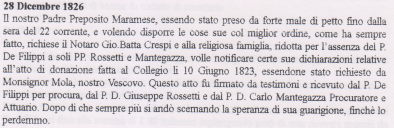 28 Dicembre 1826
Il nostro Padre Preposito Maramese, essendo stato preso da forte male di petto fino dalla
sera del 22 corrente, e volendo disporre le cose sue col miglior ordine, come ha sempre
fatto, richiese il Notaro Gio.Batta Crespi e alla religiosa famiglia, ridotta per l'assenza dei P.
De Filippi a soli PP. Rossetti e Mantegazza, volle notificare certe sue dichiarazioni relative
all'atto di donazione fatta al Collegio li 10 Giugno 1823, essendone stato richiesto da
Monsignor Mola, nostro Vescovo. Questo atto fu firmato da testimoni e ricevuto dal P. De
Filippi per procura, dal P. D. Giuseppe Rossetti e dal P. D. Carlo Mantegazza Procuratore e
Attuario. Dopo di che sempre più si andò scemando la speranza di sua guarigione, finchè lo
perdemmo.